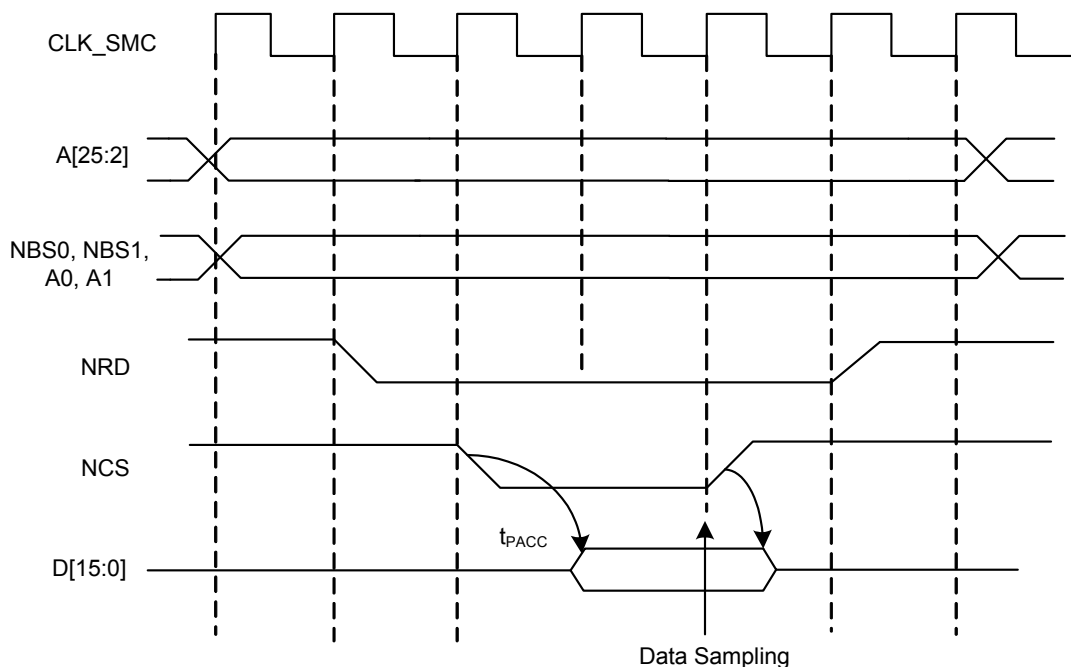 CLK_SMC
A[25:2]
NBS0, NBS1,
A0, A1
NRD
NCS
tPACC
D[15:0]
Data Sampling